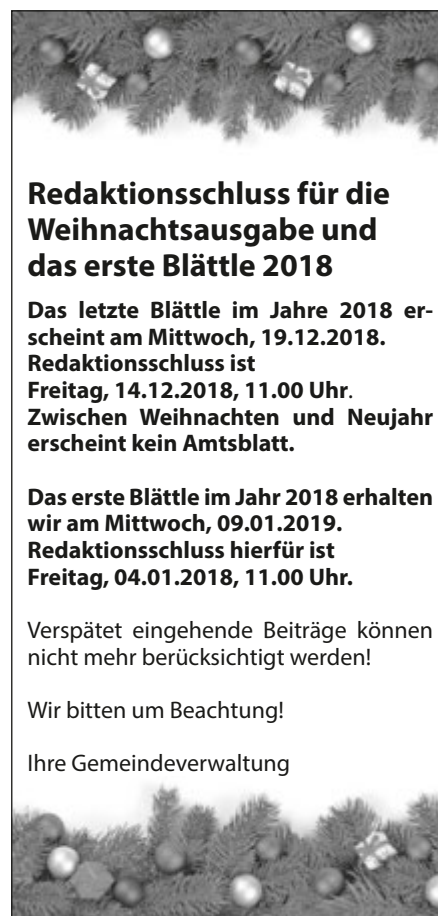 Redaktionsschluss für die
Weihnachtsausgabe und
das erste Blättle 2018
Das letzte Blättle im Jahre 2018 er-
scheint am Mittwoch, 19.12.2018.
Redaktionsschluss ist
Freitag, 14.12.2018, 11.00 Uhr.
Zwischen Weihnachten und Neujahr
erscheint kein Amtsblatt.
Das erste Blättle im Jahr 2018 erhalten
wir am Mittwoch, 09.01.2019.
Redaktionsschluss hierfür ist
Freitag, 04.01.2018, 11.00 Uhr.
Verspätet eingehende Beiträge können
nicht mehr berücksichtigt werden!
Wir bitten um Beachtung!
Ihre Gemeindeverwaltung